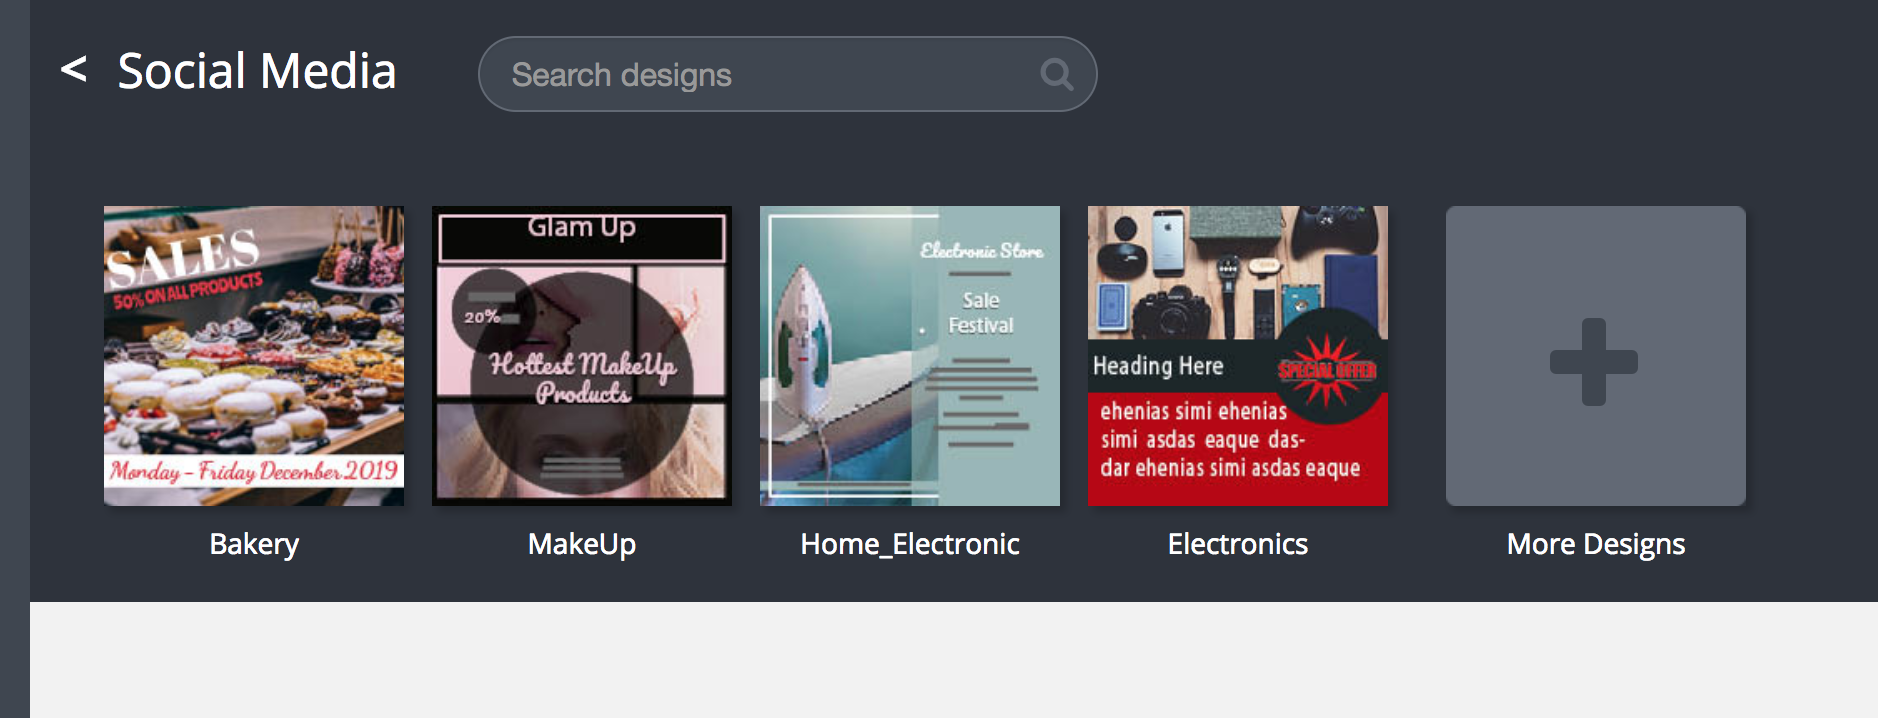 < Social Media
Search designs
SALES
50% ON ALL PRODUCTS
Monday - Friday December.2019
Bakery
Glam Up
20%
Hottest MakeUp
Products
MakeUp
Electronic Store
Sale
Festival
Home_Electronic
Heading Here
SPECIAL OFFER
ehenias simi ehenias
simi asdas eaque das-
dar ehenias simi asdas eaque
Electronics
More Designs